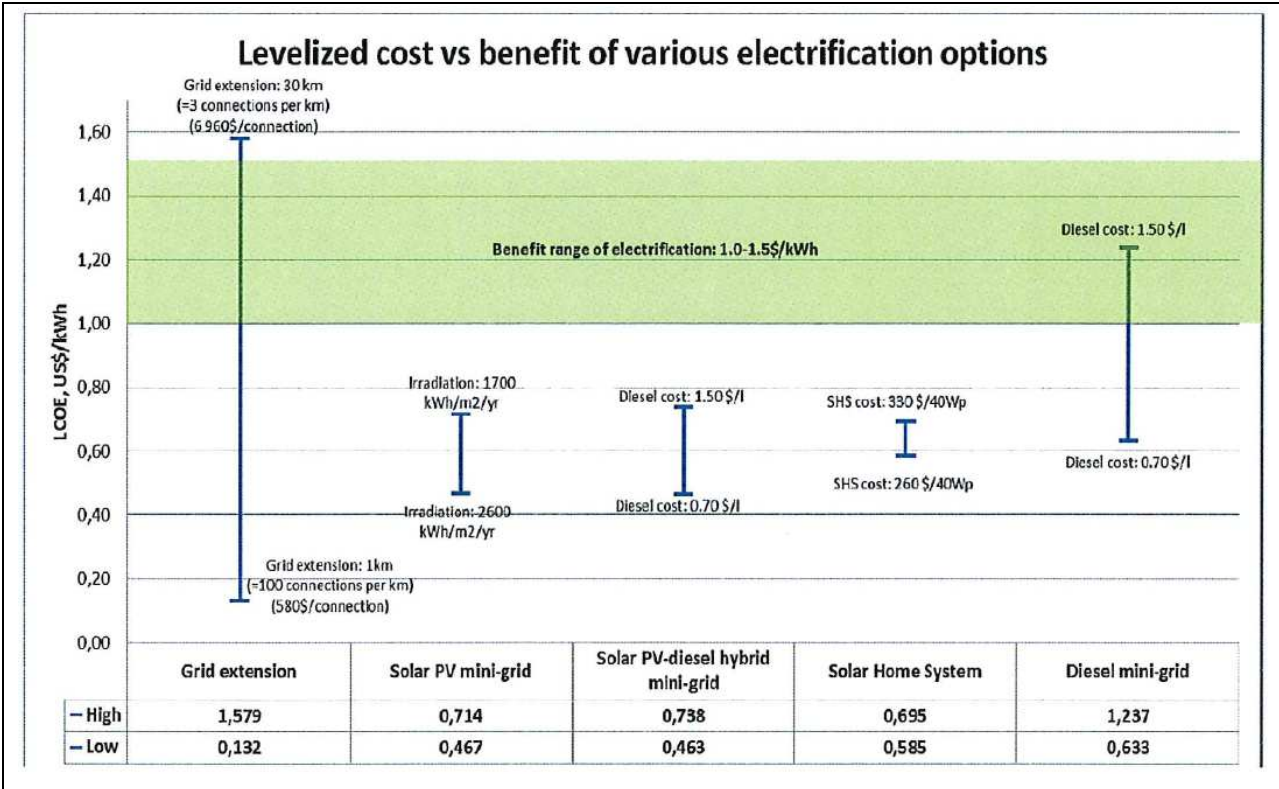 Levelized cost vs benefit of various electrification options
Grid extension: 30 km
(=3 connections per km)
(6 960$/connection)
1,60
1,40
1,20
1,00
0,80
0,60
0,40
0,20
0,00
LCOE, US$/kWh
Benefit range of electrification: 1.0-1.5$/kWh
Diesel cost: 1.50 $/l
Irradiation: 1700
kWh/m2/yr
Diesel cost: 1.50 $/l
SHS cost: 330 $/40Wp
Diesel cost: 0.70 $/l
SHS cost: 260 $/40Wp
Irradiation: 2600
kWh/m2/yr
Diesel cost: 0.70 $/l
Grid extension: 1km
(=100 connections per km)
(580$/connection)
Grid extension Solar PV mini-grid Solar PV-diesel hybrid Solar Home System Diesel mini-grid
mini-grid
High 1,579 0,714 0,738 0,695 1,237
Low 0,132 0,467 0,463 0,585 0,633